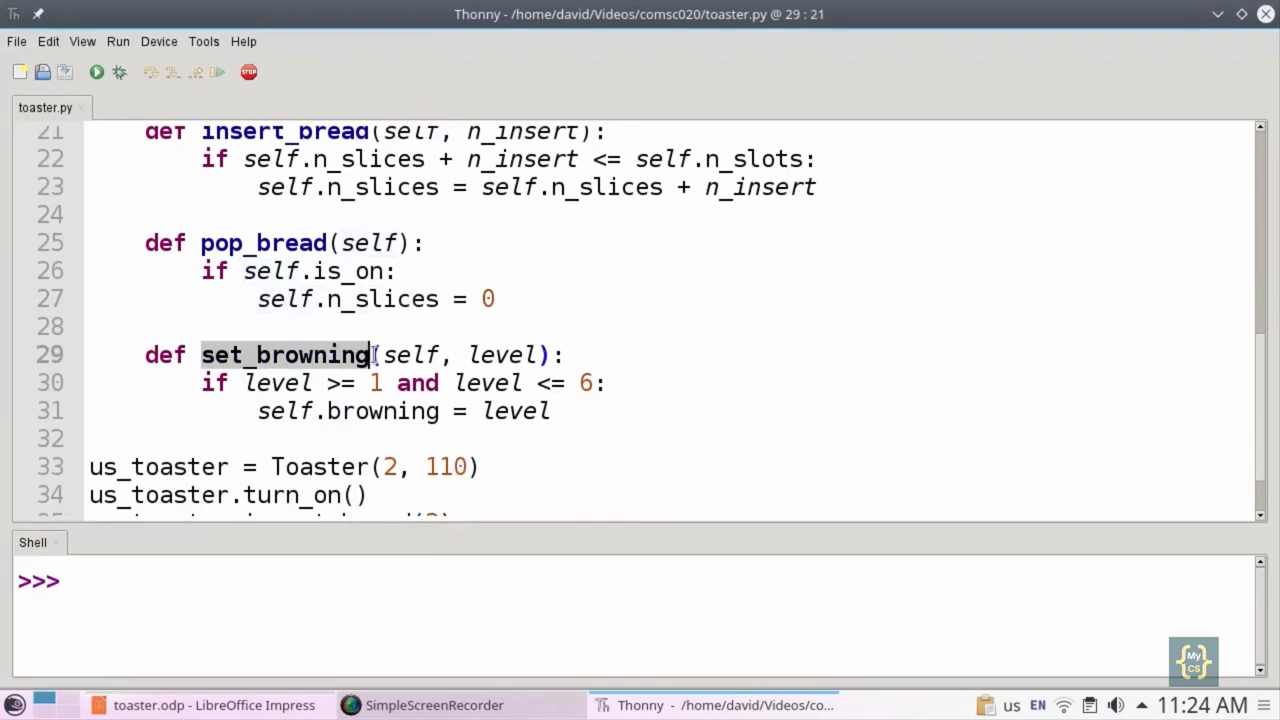 Thonny - /home/david/Videos/comsc020/toaster.py @ 29 : 21
File Edit View Run Device Tools Help
STOP
toaster.py
21 def insert_bread(self, n_insert):
22 if self.n_slices + n_insert <= self.n_slots:
23 self.n_slices = self.n_slices + n_insert
24
25 def pop_bread(self):
26 if self.is_on:
27 self.n_slices = 0
28
29 def set_browning(self, level):
30 if level >= 1 and level <= 6:
31 self.browning = level
32
33 us_toaster = Toaster(2, 110)
34 us_toaster.turn_on()
Shell
>>>
{My CS}
toaster.odp - LibreOffice Impress SimpleScreenRecorder Thonny - /home/david/Videos/co... us EN 11:24 AM